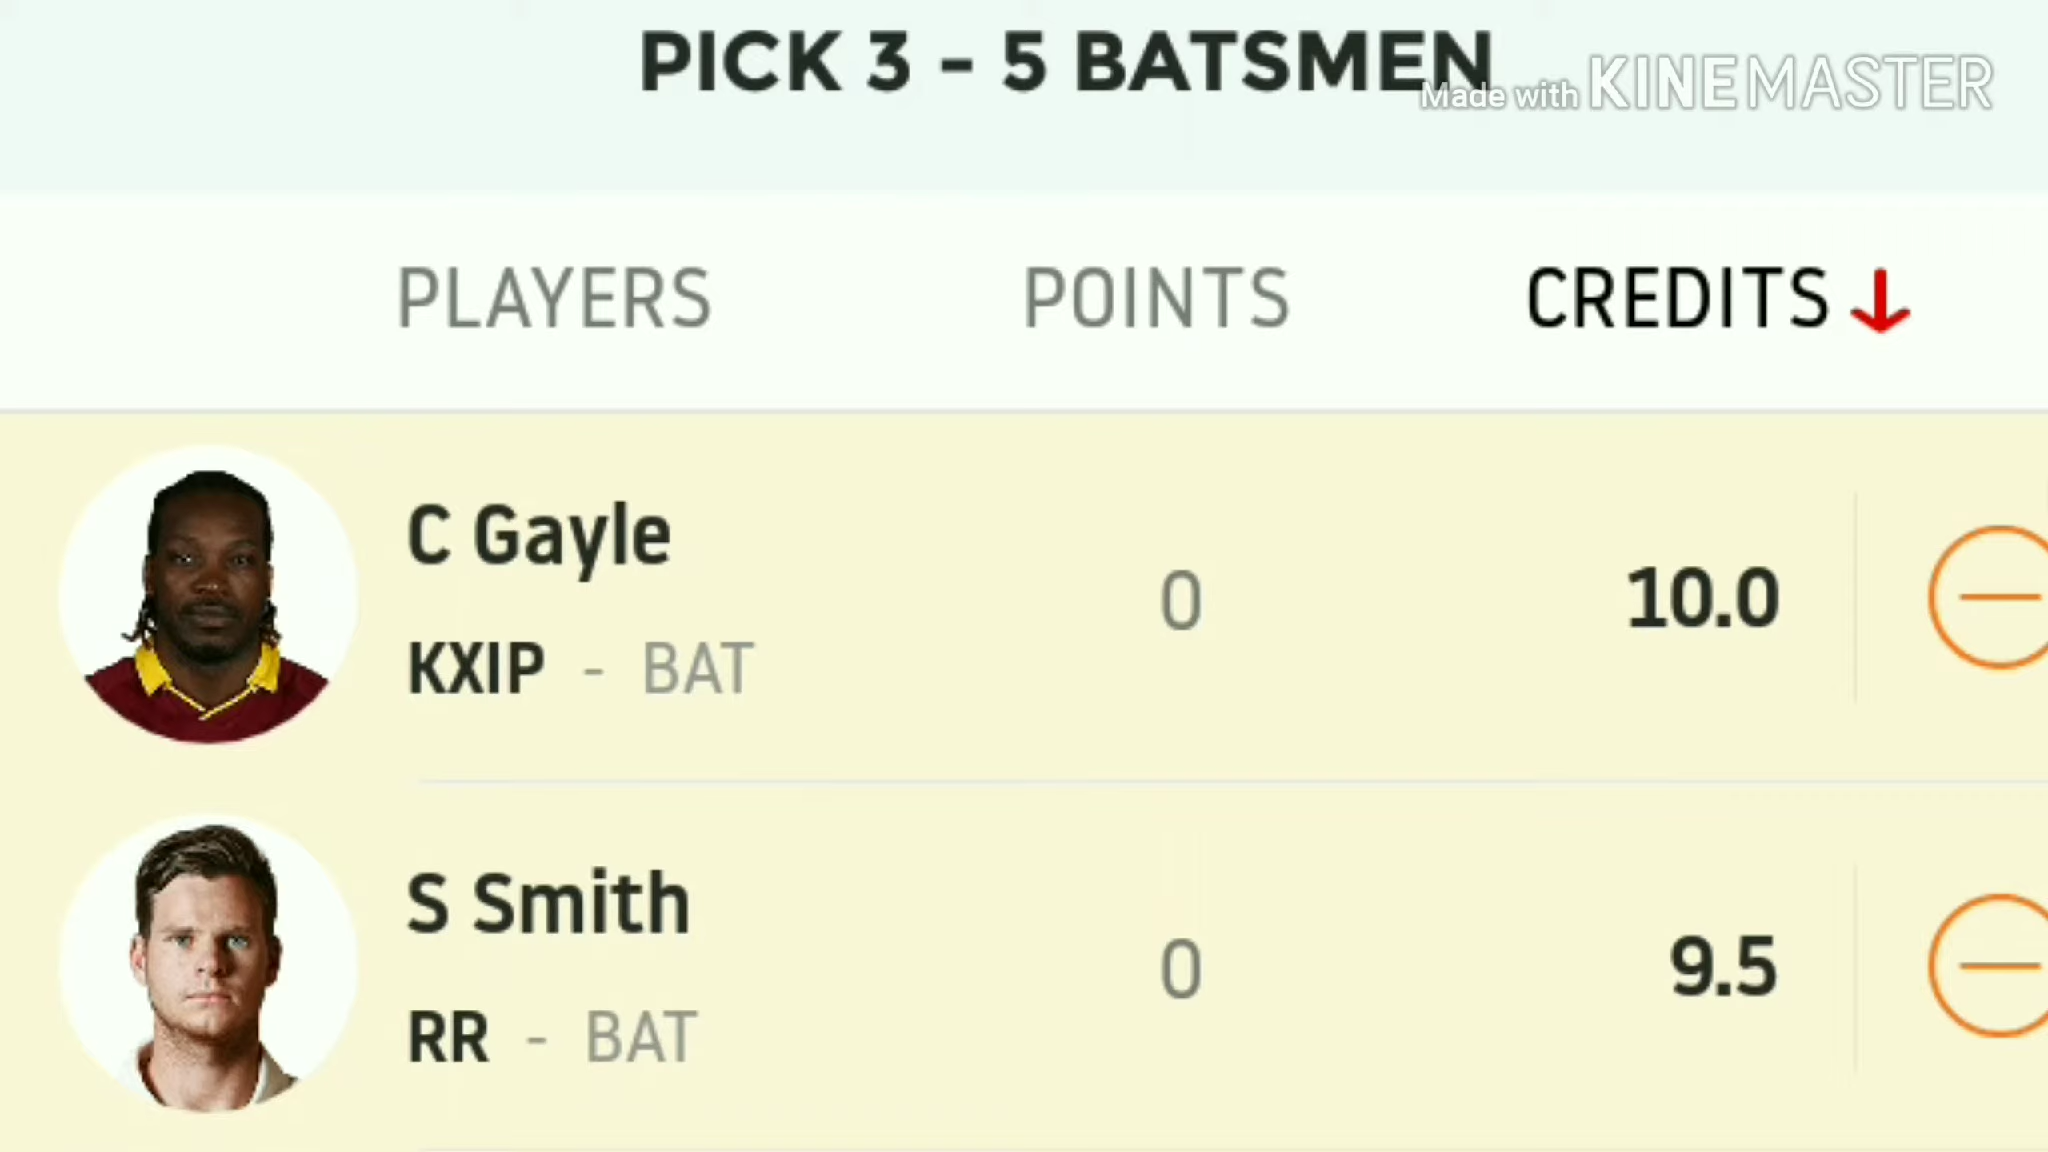 PICK 3 - 5 BATSMEN
Made with KINEMASTER
PLAYERS POINTS CREDITS
C Gayle
KXIP - BAT
0
10.0
S Smith
RR - BAT
0
9.5